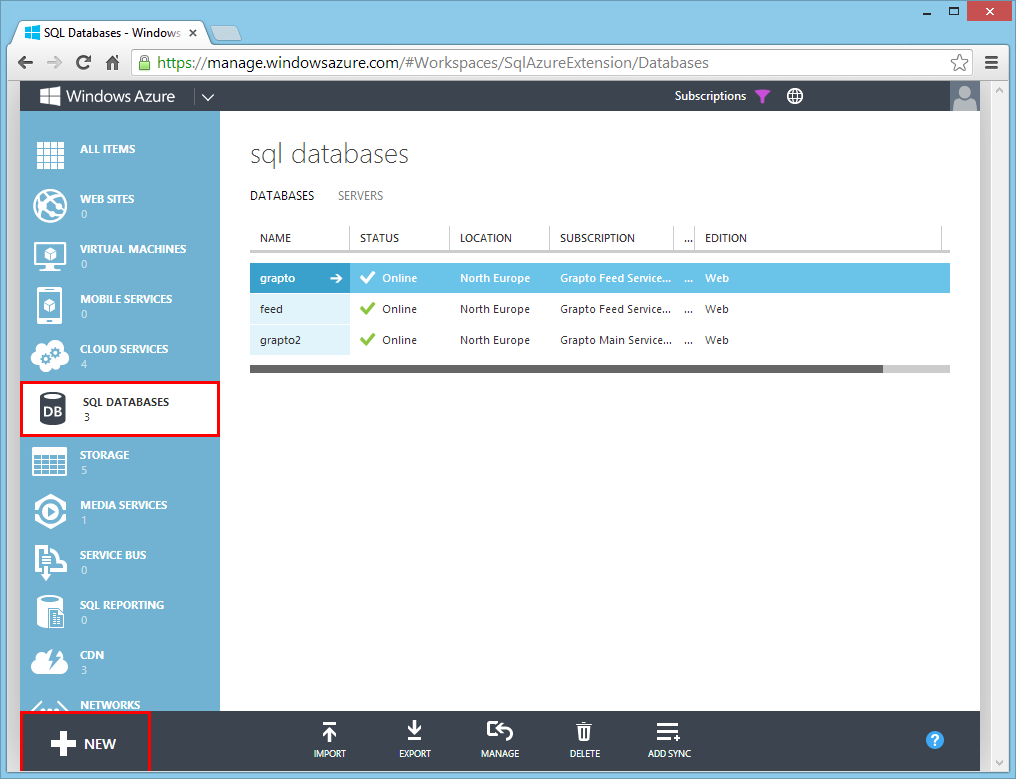 SQL Databases - Windows
https://manage.windowsazure.com/#Workspaces/SqlAzureExtension/Databases
Windows Azure
Subscriptions
ALL ITEMS
WEB SITES
0
VIRTUAL MACHINES
0
MOBILE SERVICES
0
CLOUD SERVICES
4
DB
SQL DATABASES
3
STORAGE
5
MEDIA SERVICES
1
SERVICE BUS
0
SQL REPORTING
0
CDN
3
NETWORKS
sql databases
DATABASES SERVERS
NAME STATUS LOCATION SUBSCRIPTION ... EDITION
grapto Online North Europe Grapto Feed Service... ... Web
feed Online North Europe Grapto Feed Service... ... Web
grapto2 Online North Europe Grapto Main Service... ... Web
NEW
IMPORT EXPORT MANAGE DELETE ADD SYNC
?